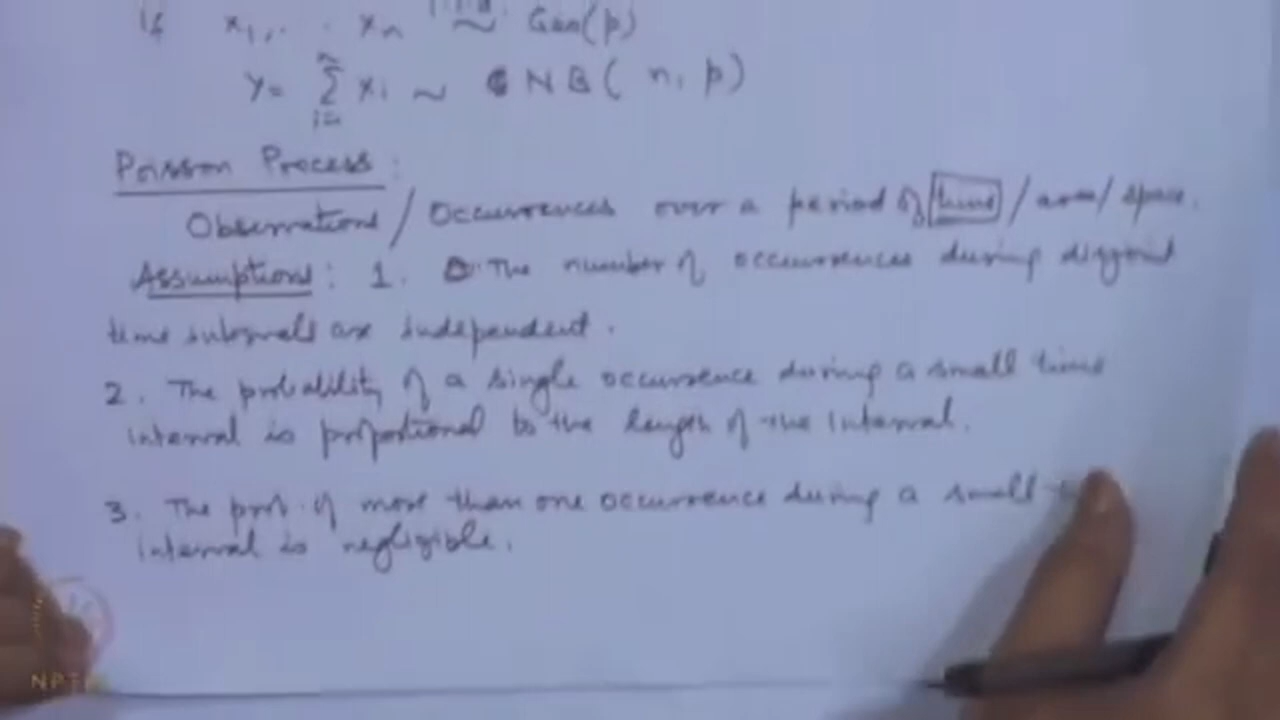 If X1, ... Xn i.i.d. ~ Geo(p)
Y = Σ Xi ~ NB( n, p )
i=1
Poisson Process :
Observations / Occurrences over a period of time / area / space.
Assumptions : 1. The number of occurrences during disjoint
time intervals are independent.
2. The probability of a single occurrence during a small time
interval is proportional to the length of the interval.
3. The prob. of more than one occurrence during a small
interval is negligible.
NPTEL